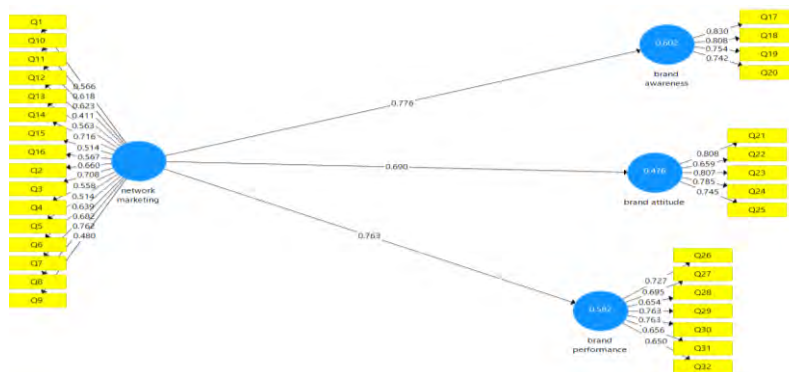 Q1
Q10
Q11
Q12
Q13
Q14
Q15
Q16
Q2
Q3
Q4
Q5
Q6
Q7
Q8
Q9
0.566
0.618
0.623
0.411
0.563
0.716
0.514
0.567
0.660
0.708
0.558
0.514
0.639
0.682
0.762
0.480
network
marketing
0.776
0.690
0.763
0.602
brand
awareness
0.830
0.808
0.754
0.742
Q17
Q18
Q19
Q20
0.476
brand attitude
0.808
0.659
0.807
0.785
0.745
Q21
Q22
Q23
Q24
Q25
0.582
brand
performance
0.727
0.695
0.654
0.763
0.763
0.656
0.650
Q26
Q27
Q28
Q29
Q30
Q31
Q32